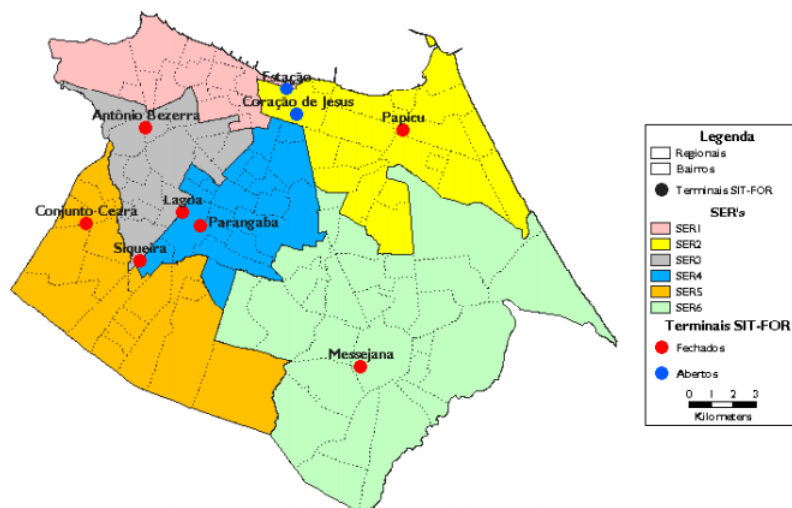 Estação
Coração de Jesus
Antônio Bezerra
Papicu
Lagoa
Conjunto Ceará
Parangaba
Siqueira
Messejana
Legenda
Regionais
Bairros
Terminais SIT-FOR
SER's
SER1
SER2
SER3
SER4
SER5
SER6
Terminais SIT-FOR
Fechados
Abertos
0 1 2 3
Kilometers